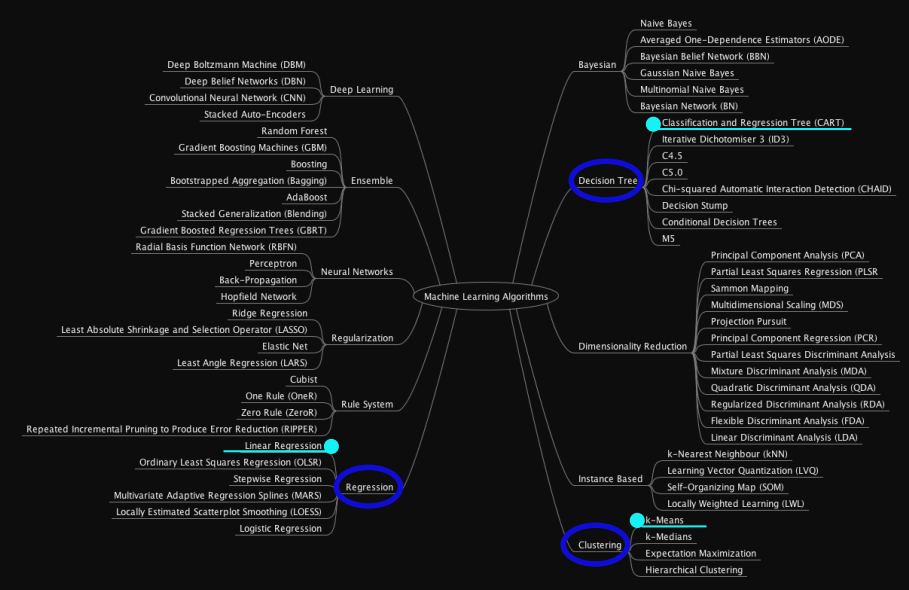 Machine Learning Algorithms
Deep Learning
Deep Boltzmann Machine (DBM)
Deep Belief Networks (DBN)
Convolutional Neural Network (CNN)
Stacked Auto-Encoders
Ensemble
Random Forest
Gradient Boosting Machines (GBM)
Boosting
Bootstrapped Aggregation (Bagging)
AdaBoost
Stacked Generalization (Blending)
Gradient Boosted Regression Trees (GBRT)
Neural Networks
Radial Basis Function Network (RBFN)
Perceptron
Back-Propagation
Hopfield Network
Regularization
Ridge Regression
Least Absolute Shrinkage and Selection Operator (LASSO)
Elastic Net
Least Angle Regression (LARS)
Rule System
Cubist
One Rule (OneR)
Zero Rule (ZeroR)
Repeated Incremental Pruning to Produce Error Reduction (RIPPER)
Regression
Linear Regression
Ordinary Least Squares Regression (OLSR)
Stepwise Regression
Multivariate Adaptive Regression Splines (MARS)
Locally Estimated Scatterplot Smoothing (LOESS)
Logistic Regression
Bayesian
Naive Bayes
Averaged One-Dependence Estimators (AODE)
Bayesian Belief Network (BBN)
Gaussian Naive Bayes
Multinomial Naive Bayes
Bayesian Network (BN)
Decision Tree
Classification and Regression Tree (CART)
Iterative Dichotomiser 3 (ID3)
C4.5
C5.0
Chi-squared Automatic Interaction Detection (CHAID)
Decision Stump
Conditional Decision Trees
M5
Dimensionality Reduction
Principal Component Analysis (PCA)
Partial Least Squares Regression (PLSR
Sammon Mapping
Multidimensional Scaling (MDS)
Projection Pursuit
Principal Component Regression (PCR)
Partial Least Squares Discriminant Analysis
Mixture Discriminant Analysis (MDA)
Quadratic Discriminant Analysis (QDA)
Regularized Discriminant Analysis (RDA)
Flexible Discriminant Analysis (FDA)
Linear Discriminant Analysis (LDA)
Instance Based
k-Nearest Neighbour (kNN)
Learning Vector Quantization (LVQ)
Self-Organizing Map (SOM)
Locally Weighted Learning (LWL)
Clustering
k-Means
k-Medians
Expectation Maximization
Hierarchical Clustering